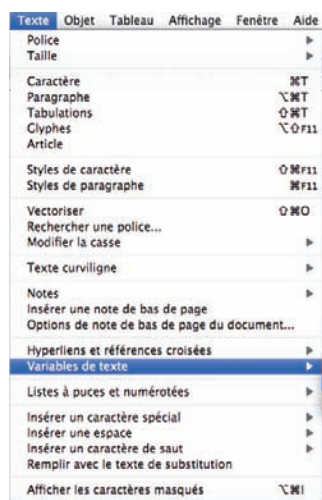 Texte Objet Tableau Affichage Fenêtre Aide
Police
Taille
Caractère ⌘T
Paragraphe ⌥⌘T
Tabulations ⇧⌘T
Glyphes ⌥⇧F11
Article
Styles de caractère ⇧⌘F11
Styles de paragraphe ⌘F11
Vectoriser ⇧⌘O
Rechercher une police...
Modifier la casse
Texte curviligne
Notes
Insérer une note de bas de page
Options de note de bas de page du document...
Hyperliens et références croisées
Variables de texte
Listes à puces et numérotées
Insérer un caractère spécial
Insérer une espace
Insérer un caractère de saut
Remplir avec le texte de substitution
Afficher les caractères masqués ⌥⌘I